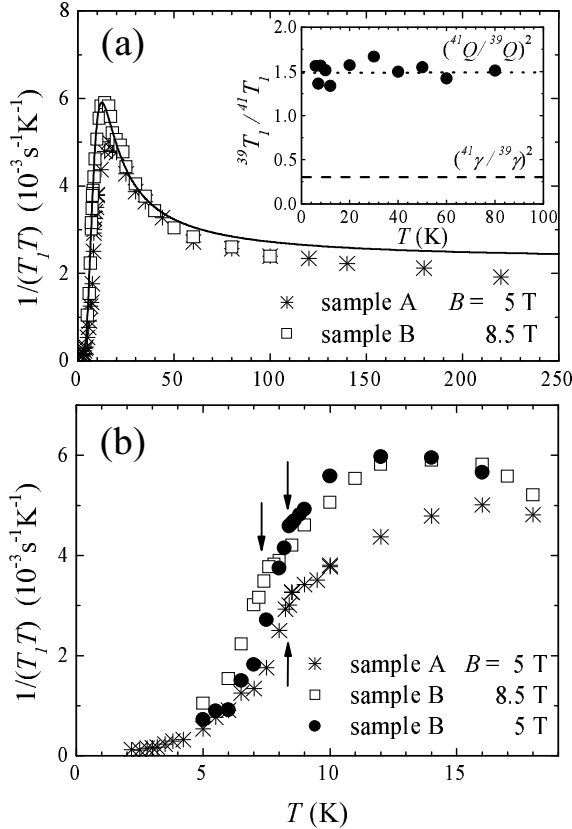 (a)
1/(T₁T) (10⁻³ s⁻¹K⁻¹)
8
6
4
2
0
0 50 100 150 200 250
³⁹T₁ / ⁴¹T₁
2.0
1.5
1.0
0.5
0.0
(⁴¹Q/³⁹Q)²
(⁴¹γ/³⁹γ)²
0 20 40 60 80 100
T (K)
sample A B = 5 T
sample B 8.5 T
(b)
1/(T₁T) (10⁻³ s⁻¹K⁻¹)
6
4
2
0
sample A B = 5 T
sample B 8.5 T
sample B 5 T
0 5 10 15
T (K)